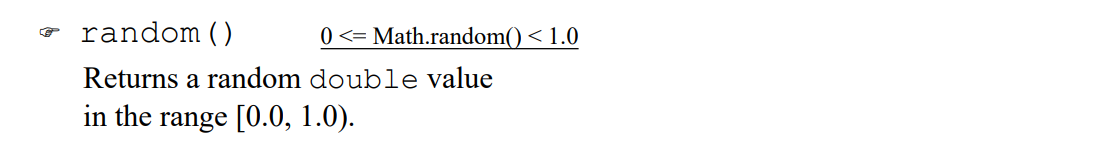 ☞ random() 0 <= Math.random() < 1.0
Returns a random double value
in the range [0.0, 1.0).